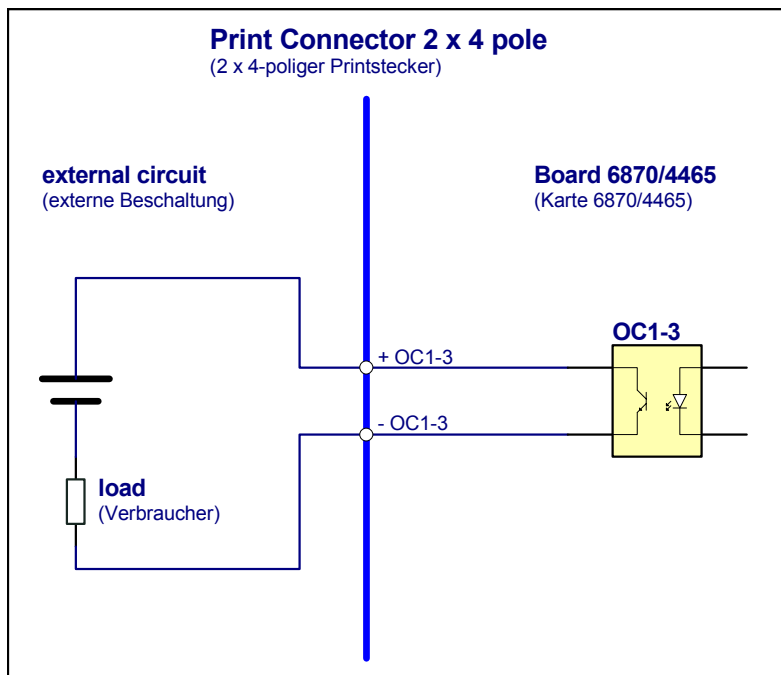 Print Connector 2 x 4 pole
(2 x 4-poliger Printstecker)
external circuit
(externe Beschaltung)
Board 6870/4465
(Karte 6870/4465)
OC1-3
+ OC1-3
- OC1-3
load
(Verbraucher)